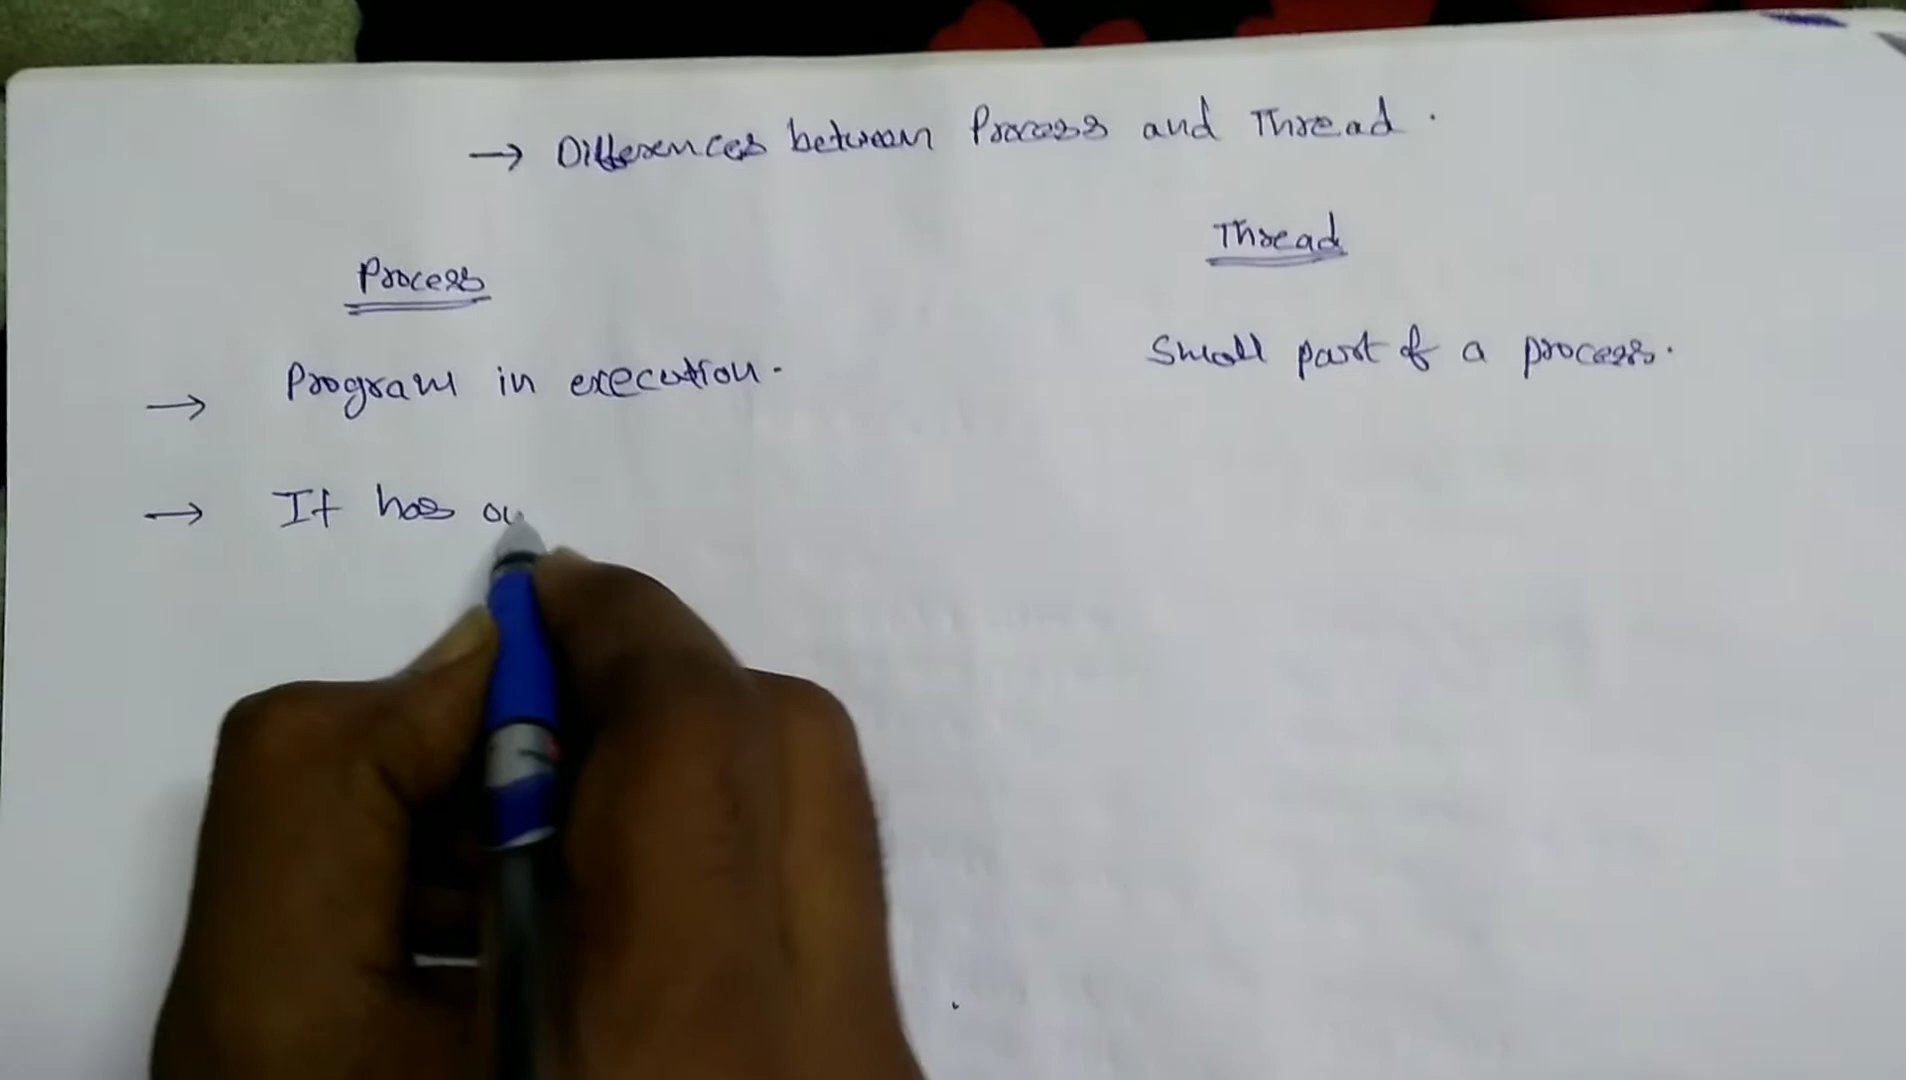 → Differences between Process and Thread.
Process
Thread
→ Program in execution.
Small part of a process.
→ It has